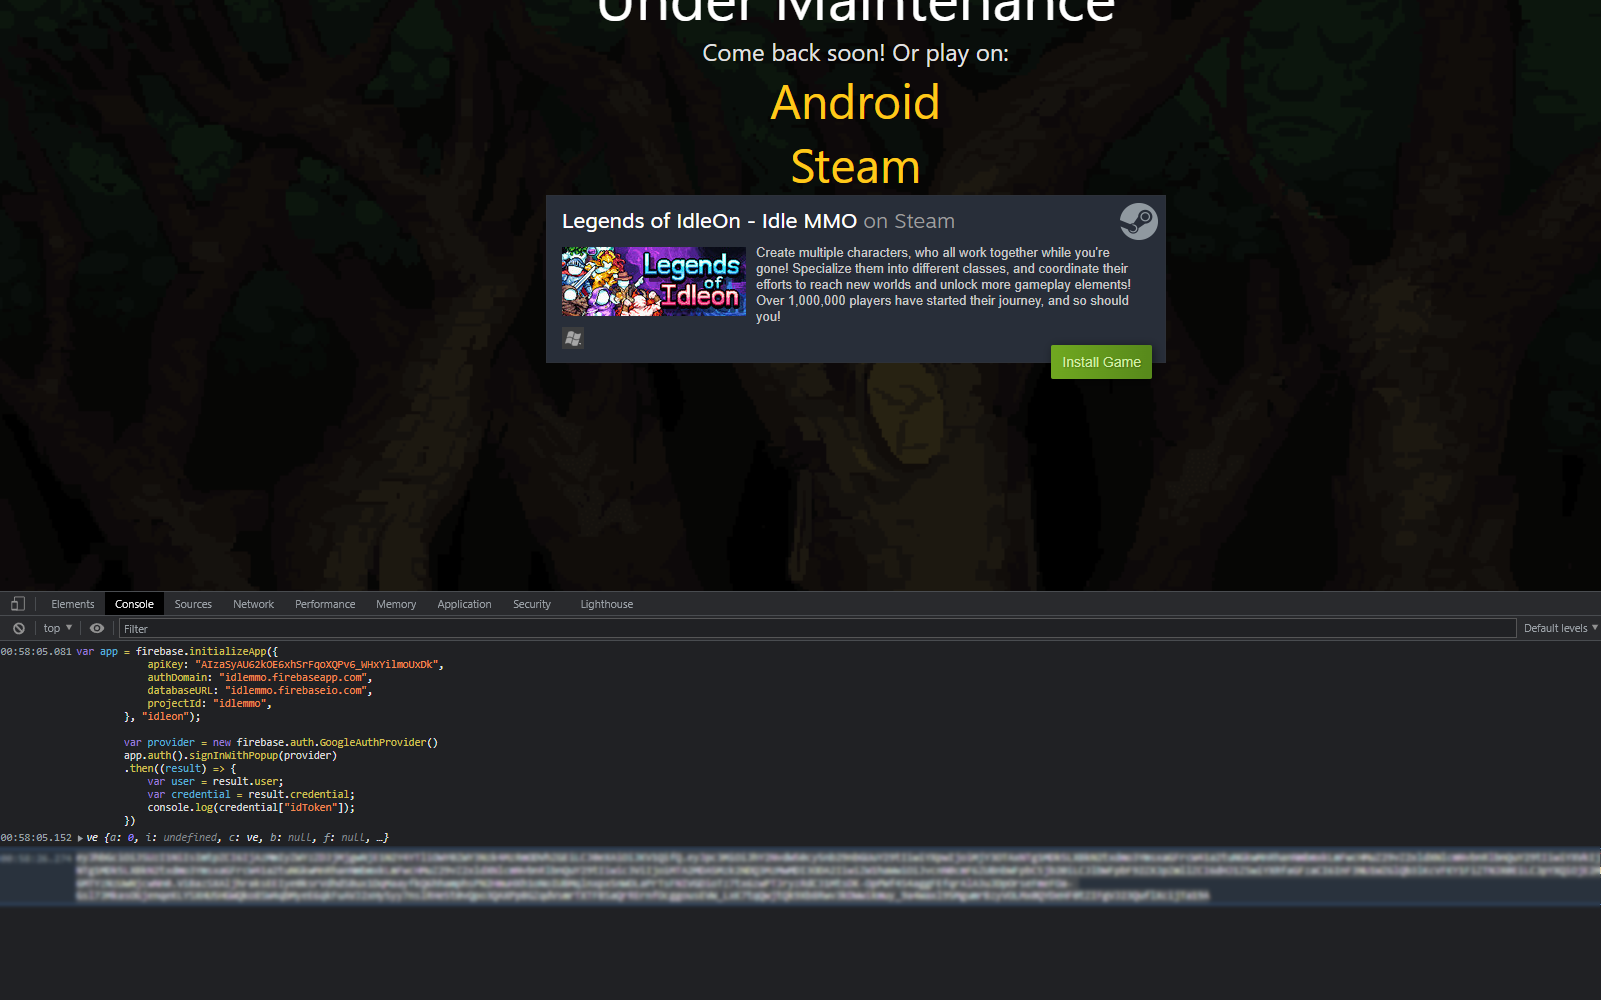 Under Maintenance
Come back soon! Or play on:
Android
Steam
Legends of IdleOn - Idle MMO on Steam
Legends
of
Idleon
Create multiple characters, who all work together while you're
gone! Specialize them into different classes, and coordinate their
efforts to reach new worlds and unlock more gameplay elements!
Over 1,000,000 players have started their journey, and so should
you!
Install Game
Elements Console Sources Network Performance Memory Application Security Lighthouse
top Filter Default levels
00:58:05.081 var app = firebase.initializeApp({
apiKey: "AIzaSyAU62kOE6xhSrFqoXQPv6_WHxYilmoUxDk",
authDomain: "idlemmo.firebaseapp.com",
databaseURL: "idlemmo.firebaseio.com",
projectId: "idlemmo",
}, "idleon");
var provider = new firebase.auth.GoogleAuthProvider()
app.auth().signInWithPopup(provider)
.then((result) => {
var user = result.user;
var credential = result.credential;
console.log(credential["idToken"]);
})
00:58:05.152 ve {a: 0, i: undefined, c: ve, b: null, f: null, …}